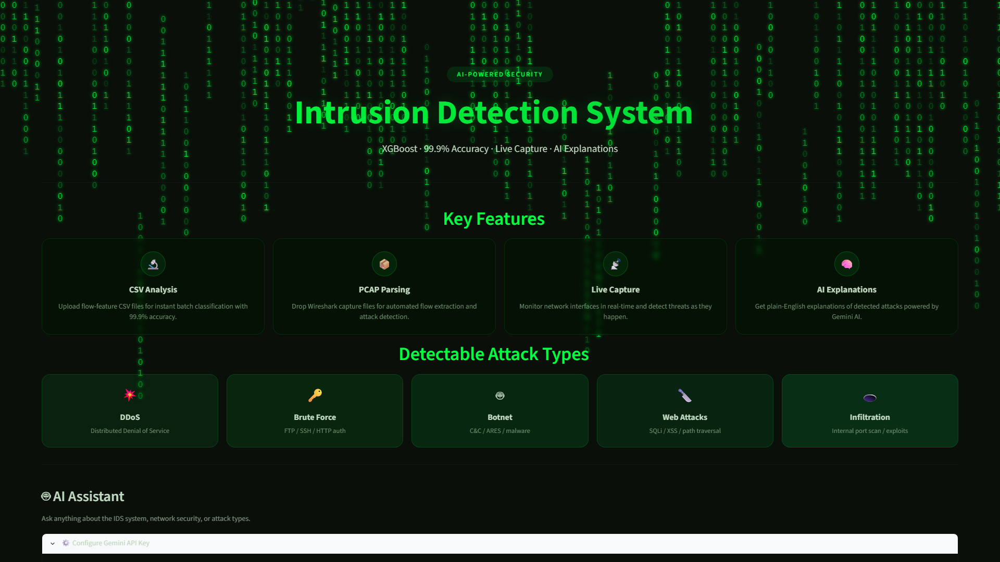 AI-POWERED SECURITY
Intrusion Detection System
XGBoost · 99.9% Accuracy · Live Capture · AI Explanations
Key Features
CSV Analysis
Upload flow-feature CSV files for instant batch classification with
99.9% accuracy.
PCAP Parsing
Drop Wireshark capture files for automated flow extraction and
attack detection.
Live Capture
Monitor network interfaces in real-time and detect threats as they
happen.
AI Explanations
Get plain-English explanations of detected attacks powered by
Gemini AI.
Detectable Attack Types
DDoS
Distributed Denial of Service
Brute Force
FTP / SSH / HTTP auth
Botnet
C&C / ARES / malware
Web Attacks
SQLi / XSS / path traversal
Infiltration
Internal port scan / exploits
AI Assistant
Ask anything about the IDS system, network security, or attack types.
Configure Gemini API Key